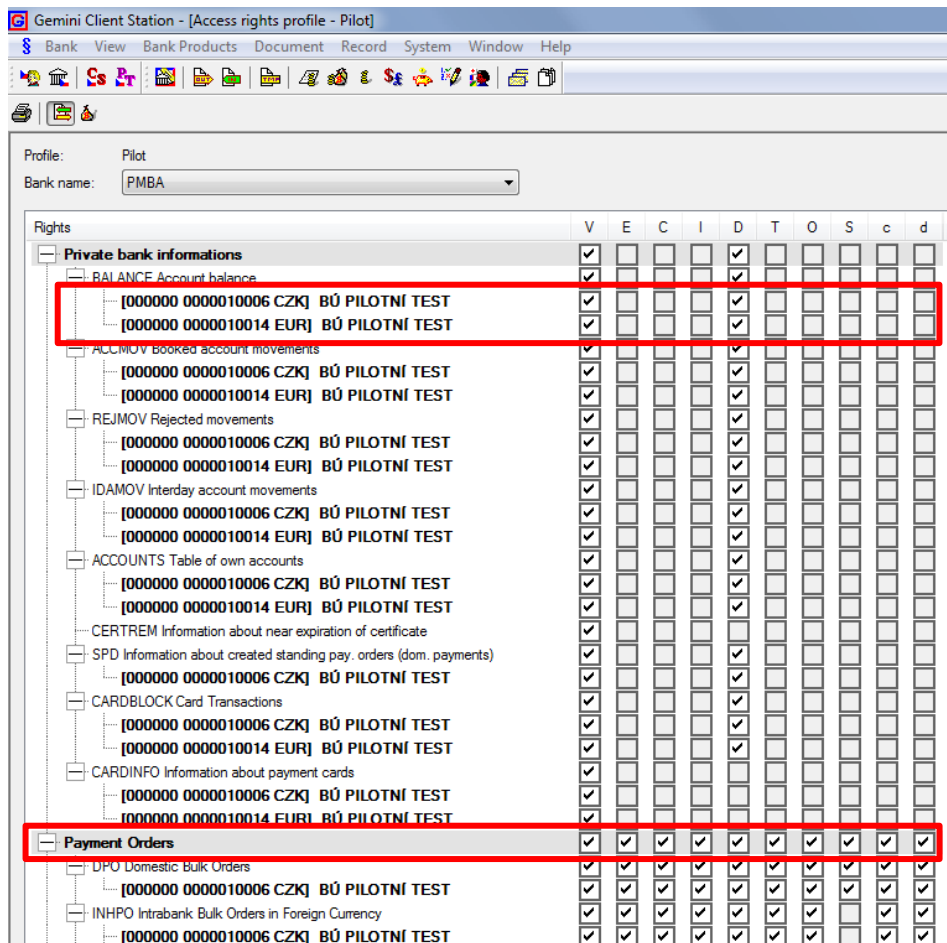 Gemini Client Station - [Access rights profile - Pilot]
§ Bank View Bank Products Document Record System Window Help
Profile: Pilot
Bank name: PMBA
Rights V E C I D T O S c d
Private bank informations
BALANCE Account balance
[000000 0000010006 CZK] BÚ PILOTNÍ TEST
[000000 0000010014 EUR] BÚ PILOTNÍ TEST
ACCMOV Booked account movements
[000000 0000010006 CZK] BÚ PILOTNÍ TEST
[000000 0000010014 EUR] BÚ PILOTNÍ TEST
REJMOV Rejected movements
[000000 0000010006 CZK] BÚ PILOTNÍ TEST
[000000 0000010014 EUR] BÚ PILOTNÍ TEST
IDAMOV Interday account movements
[000000 0000010006 CZK] BÚ PILOTNÍ TEST
[000000 0000010014 EUR] BÚ PILOTNÍ TEST
ACCOUNTS Table of own accounts
[000000 0000010006 CZK] BÚ PILOTNÍ TEST
[000000 0000010014 EUR] BÚ PILOTNÍ TEST
CERTREM Information about near expiration of certificate
SPD Information about created standing pay. orders (dom. payments)
[000000 0000010006 CZK] BÚ PILOTNÍ TEST
CARDBLOCK Card Transactions
[000000 0000010006 CZK] BÚ PILOTNÍ TEST
[000000 0000010014 EUR] BÚ PILOTNÍ TEST
CARDINFO Information about payment cards
[000000 0000010006 CZK] BÚ PILOTNÍ TEST
[000000 0000010014 EUR] BÚ PILOTNÍ TEST
Payment Orders
DPO Domestic Bulk Orders
[000000 0000010006 CZK] BÚ PILOTNÍ TEST
INHPO Intrabank Bulk Orders in Foreign Currency
[000000 0000010006 CZK] BÚ PILOTNÍ TEST